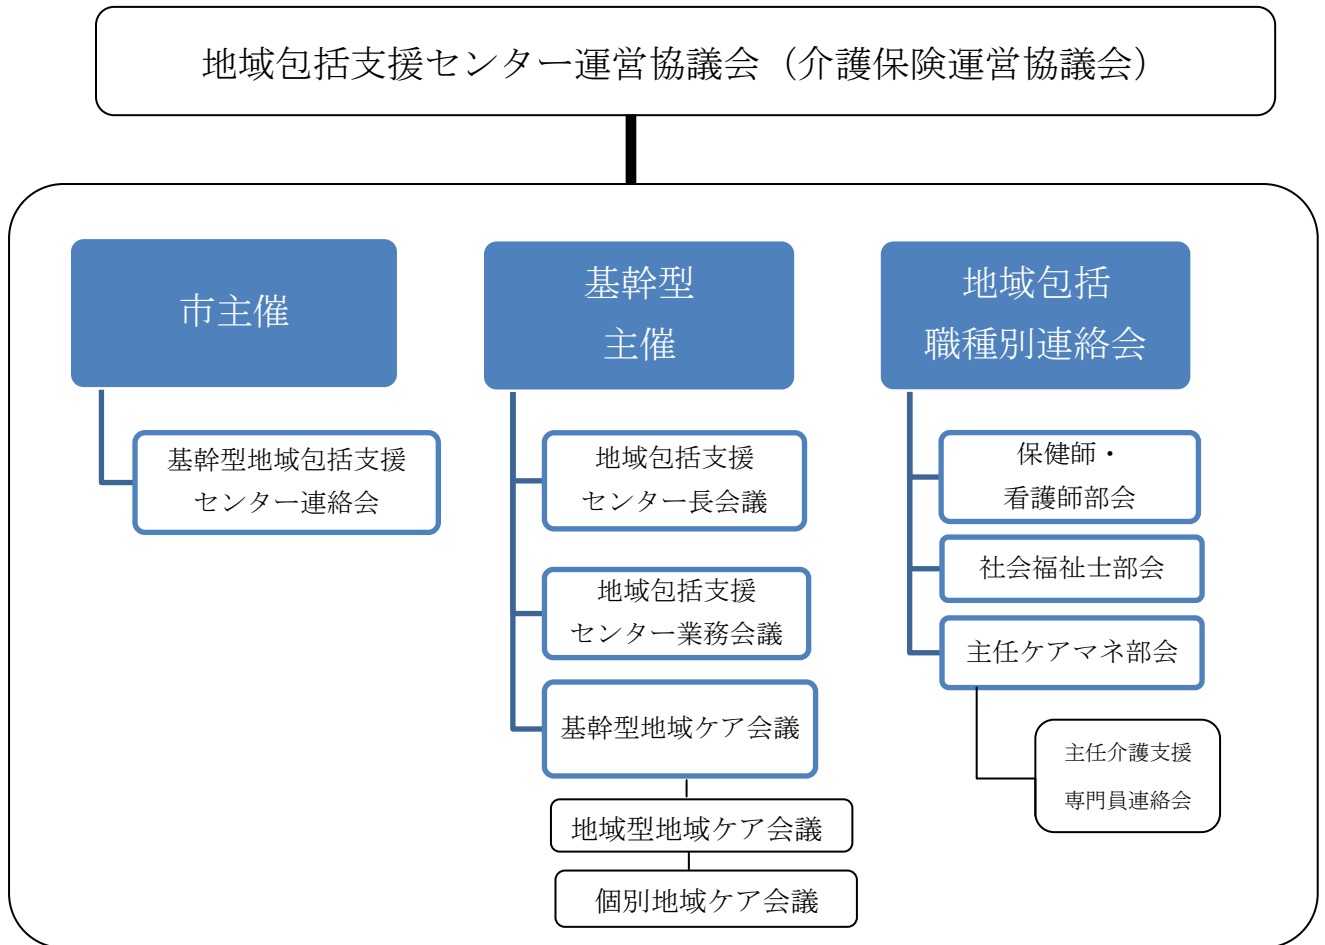 地域包括支援センター運営協議会（介護保険運営協議会）
市主催
基幹型地域包括支援
センター連絡会
基幹型
主催
地域包括支援
センター長会議
地域包括支援
センター業務会議
基幹型地域ケア会議
地域型地域ケア会議
個別地域ケア会議
地域包括
職種別連絡会
保健師・
看護師部会
社会福祉士部会
主任ケアマネ部会
主任介護支援
専門員連絡会